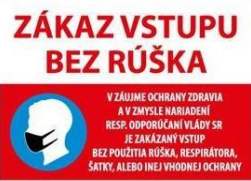 ZÁKAZ VSTUPU
BEZ RÚŠKA
V ZÁUJME OCHRANY ZDRAVIA
A V ZMYSLE NARIADENÍ
RESP. ODPORÚČANÍ VLÁDY SR
JE ZAKÁZANÝ VSTUP
BEZ POUŽITIA RÚŠKA, RESPIRÁTORA,
ŠATKY, ALEBO INEJ VHODNEJ OCHRANY